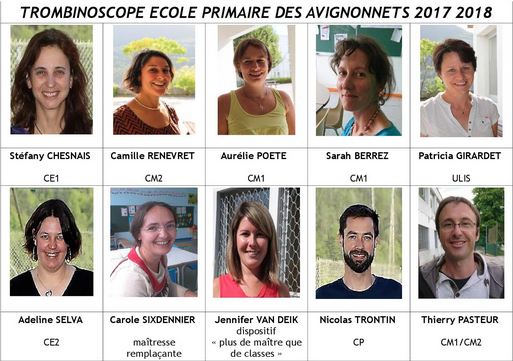 TROMBINOSCOPE ECOLE PRIMAIRE DES AVIGNONNETS 2017 2018
Stéfany CHESNAIS
CE1
Camille RENEVRET
CM2
Aurélie POETE
CM1
Sarah BERREZ
CM1
Patricia GIRARDET
ULIS
Adeline SELVA
CE2
Carole SIXDENNIER
maîtresse
remplaçante
Jennifer VAN DEIK
dispositif
« plus de maître que
de classes »
Nicolas TRONTIN
CP
Thierry PASTEUR
CM1/CM2